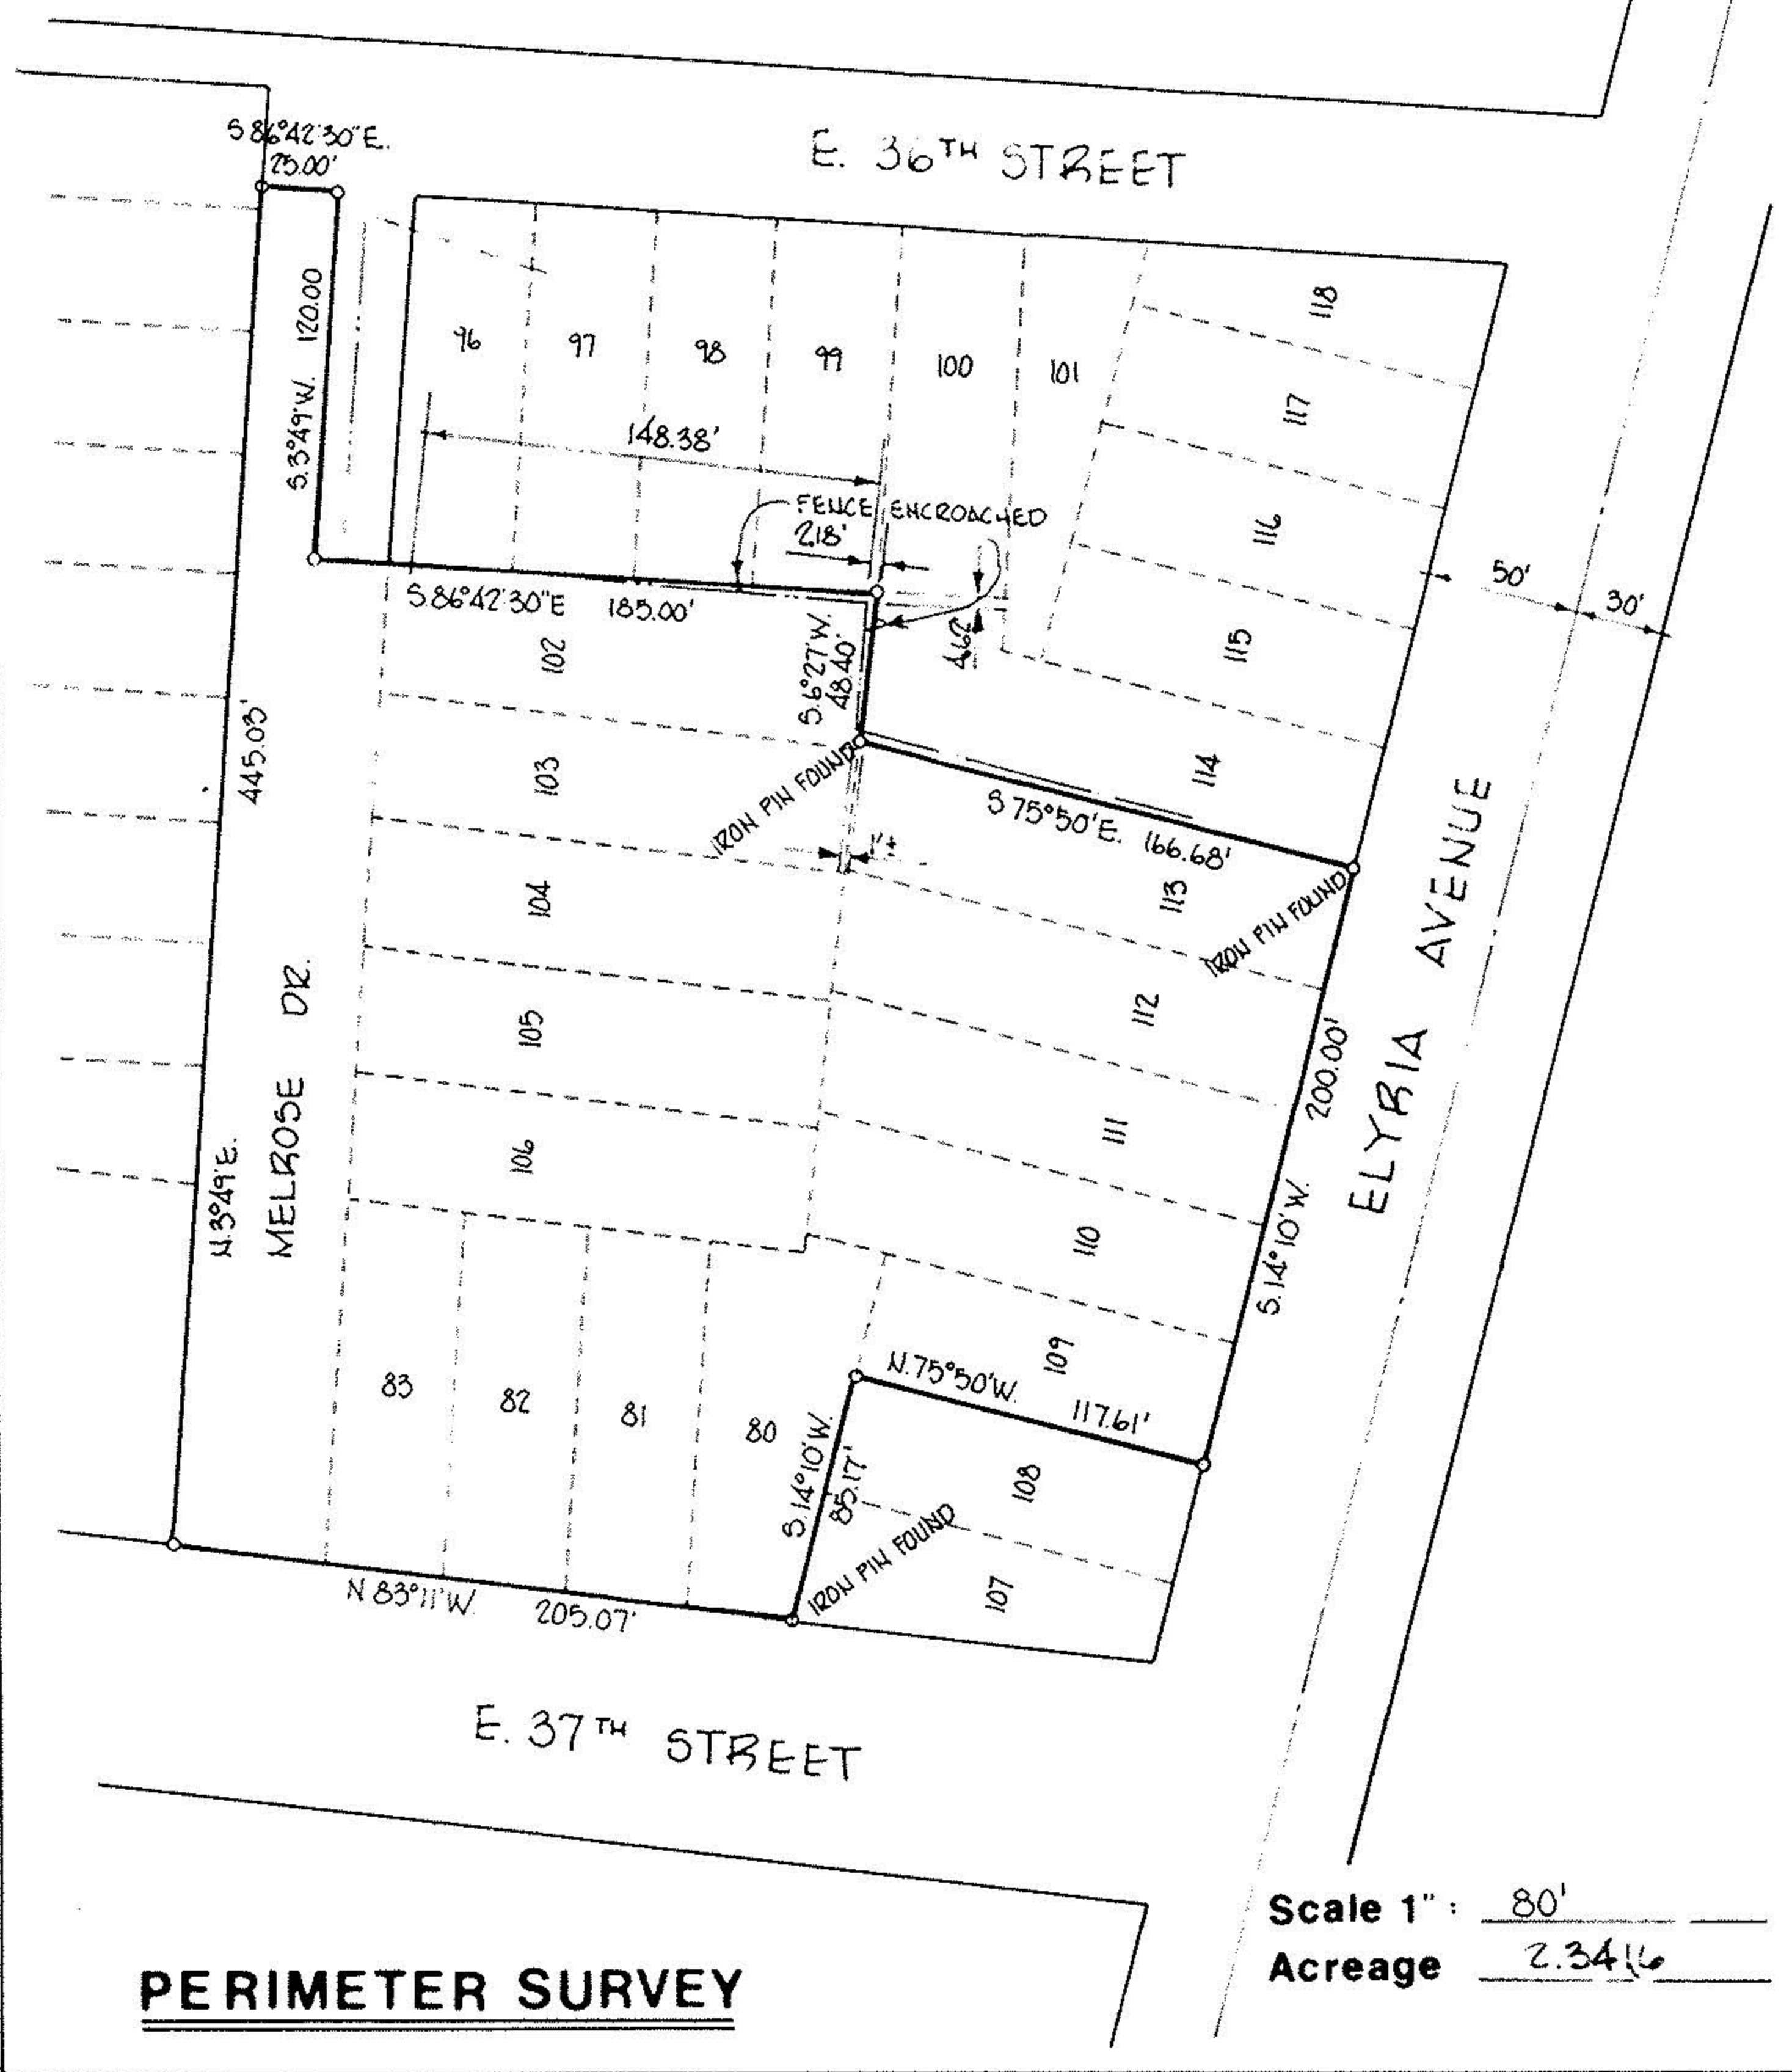 E. 36TH STREET
S 86°42'30"E.
25.00'
S. 3°49'W. 120.00
96
97
98
99
100
101
118
117
116
115
114
148.38'
FENCE ENCROACHED
2.18'
S 86°42'30"E 185.00'
S. 6°27'W.
48.40'
4.62
50'
30'
102
103
104
105
106
445.03'
N. 3°49'E.
MELROSE DR.
IRON PIN FOUND
1'±
S 75°50'E. 166.68'
IRON PIN FOUND
113
112
111
110
109
200.00'
S. 14°10'W.
ELYRIA AVENUE
83
82
81
80
N. 75°50'W. 117.61'
S. 14°10'W.
85.17'
108
107
IRON PIN FOUND
N 83°11'W. 205.07'
E. 37TH STREET
Scale 1": 80'
Acreage 2.3416
PERIMETER SURVEY